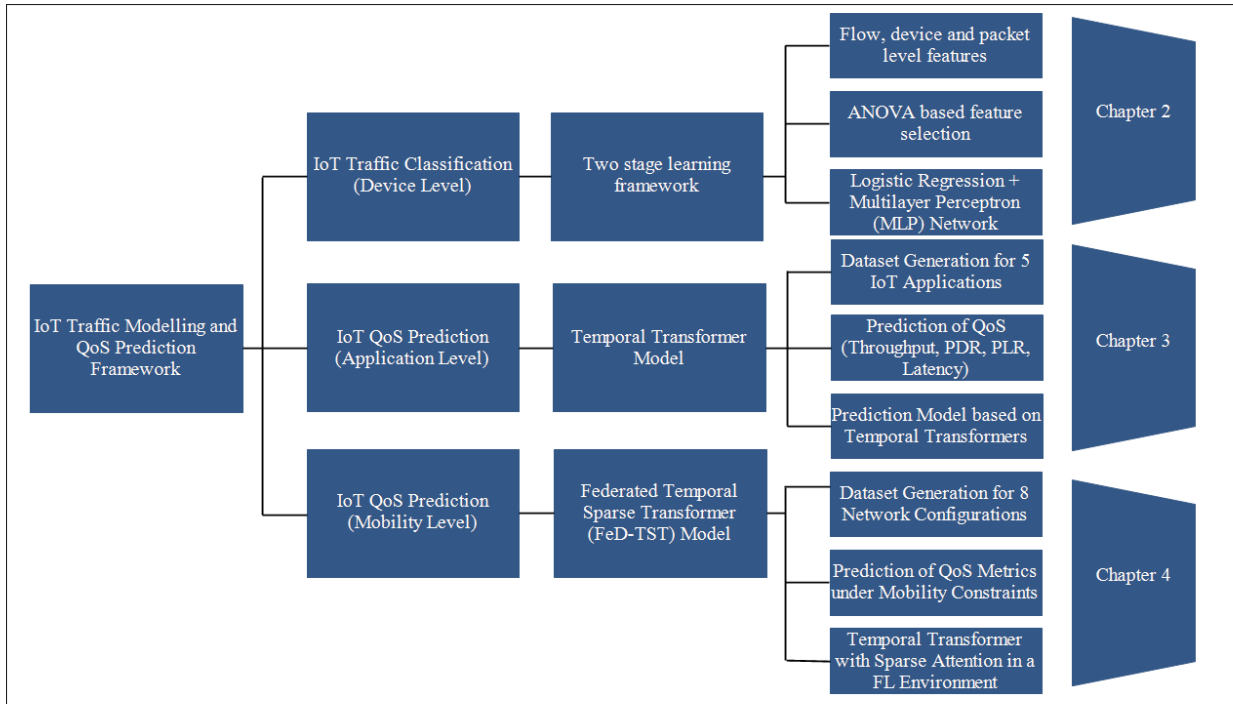 IoT Traffic Modelling and
QoS Prediction
Framework
IoT Traffic Classification
(Device Level)
Two stage learning
framework
Flow, device and packet
level features
ANOVA based feature
selection
Logistic Regression +
Multilayer Perceptron
(MLP) Network
Chapter 2
IoT QoS Prediction
(Application Level)
Temporal Transformer
Model
Dataset Generation for 5
IoT Applications
Prediction of QoS
(Throughput, PDR, PLR,
Latency)
Prediction Model based on
Temporal Transformers
Chapter 3
IoT QoS Prediction
(Mobility Level)
Federated Temporal
Sparse Transformer
(FeD-TST) Model
Dataset Generation for 8
Network Configurations
Prediction of QoS Metrics
under Mobility Constraints
Temporal Transformer
with Sparse Attention in a
FL Environment
Chapter 4